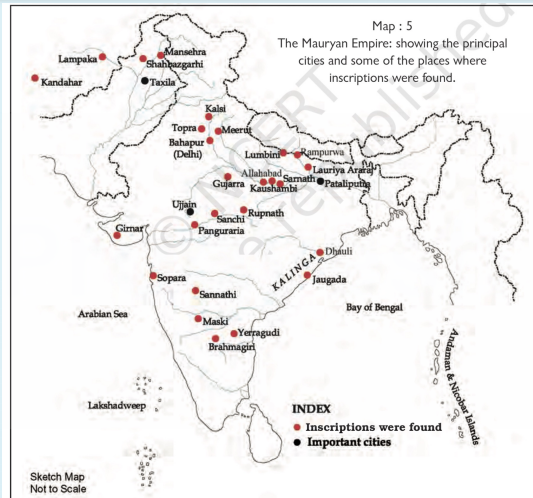 Map : 5
The Mauryan Empire: showing the principal
cities and some of the places where
inscriptions were found.
Mansehra
Lampaka
Shahbazgarhi
Kandahar
Taxila
Kalsi
Topra
Meerut
Bahapur
(Delhi)
Lumbini
Rampurwa
Lauriya Araraj
Allahabad
Sarnath
Gujarra
Kaushambi
Pataliputra
Ujjain
Rupnath
Sanchi
Girnar
Panguraria
Dhauli
KALINGA
Sopara
Jaugada
Sannathi
Arabian Sea
Bay of Bengal
Maski
Yerragudi
Brahmagiri
Andaman & Nicobar Islands
Lakshadweep
INDEX
Inscriptions were found
Important cities
Sketch Map
Not to Scale
© NCERT